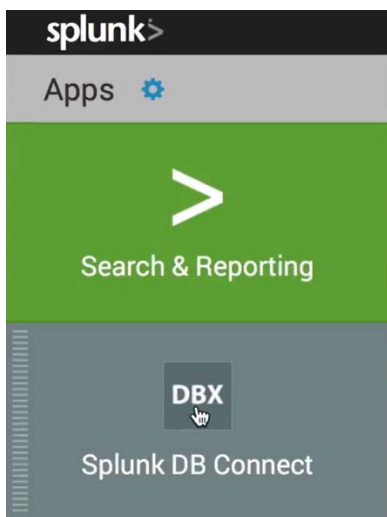 splunk>
Apps
>
Search & Reporting
DBX
Splunk DB Connect